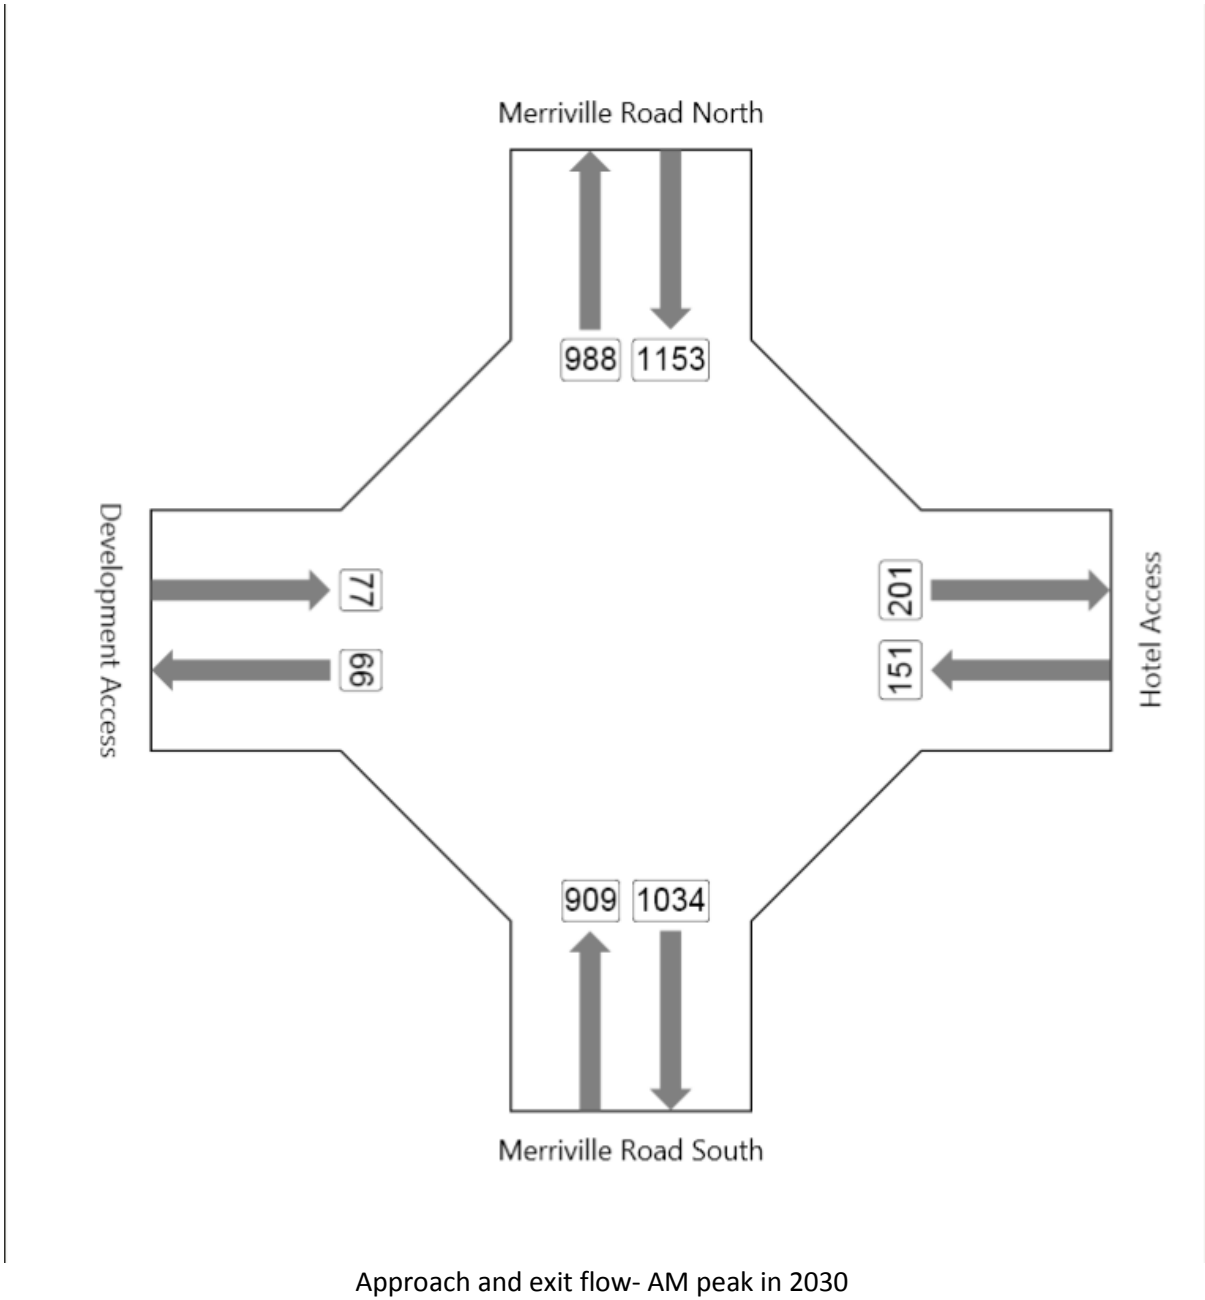 Merriville Road North
988 1153
Development Access
77
66
201
151
Hotel Access
909 1034
Merriville Road South
Approach and exit flow- AM peak in 2030